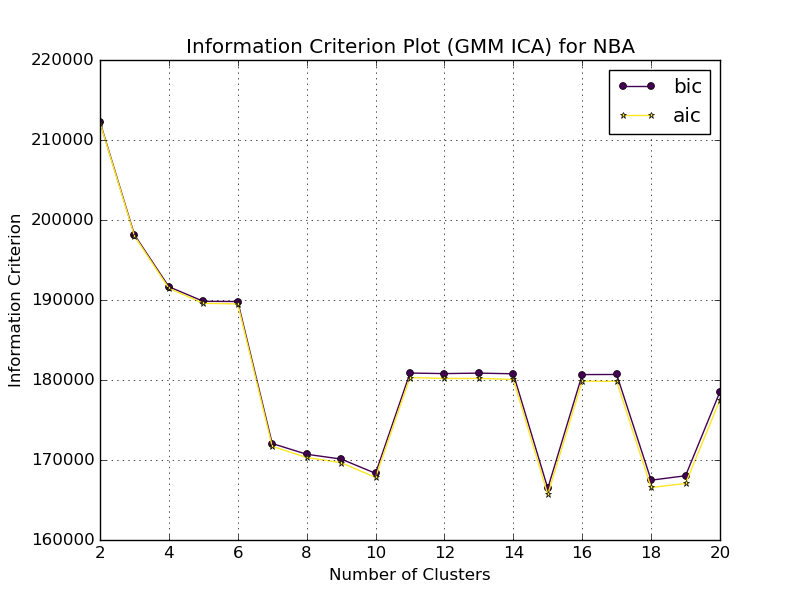 Information Criterion Plot (GMM ICA) for NBA
220000
210000
200000
190000
180000
170000
160000
Information Criterion
bic
aic
2 4 6 8 10 12 14 16 18 20
Number of Clusters